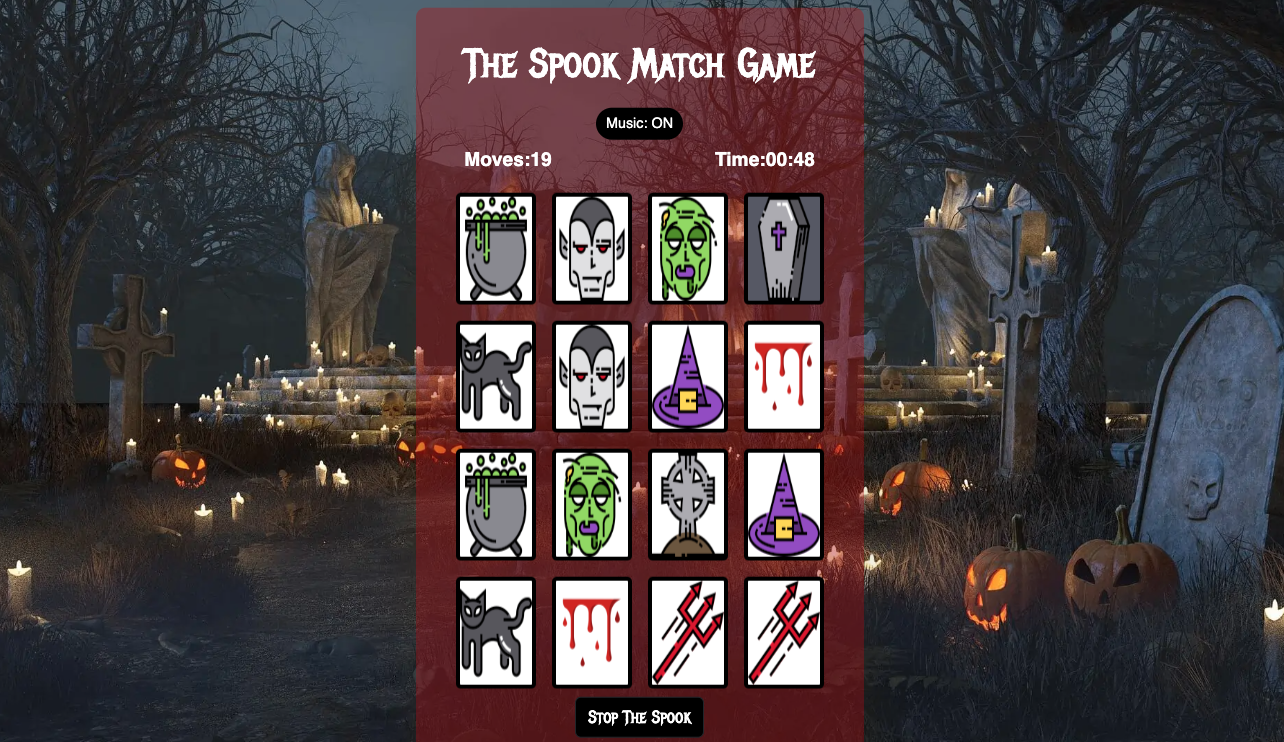 The Spook Match Game
Music: ON
Moves:19
Time:00:48
Stop The Spook